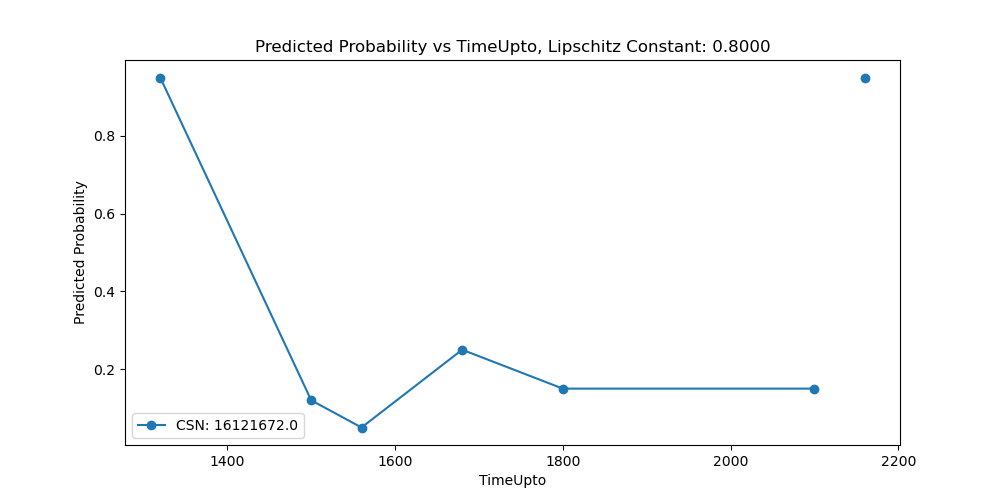 Predicted Probability vs TimeUpto, Lipschitz Constant: 0.8000
Predicted Probability
0.8
0.6
0.4
0.2
CSN: 16121672.0
1400 1600 1800 2000 2200
TimeUpto